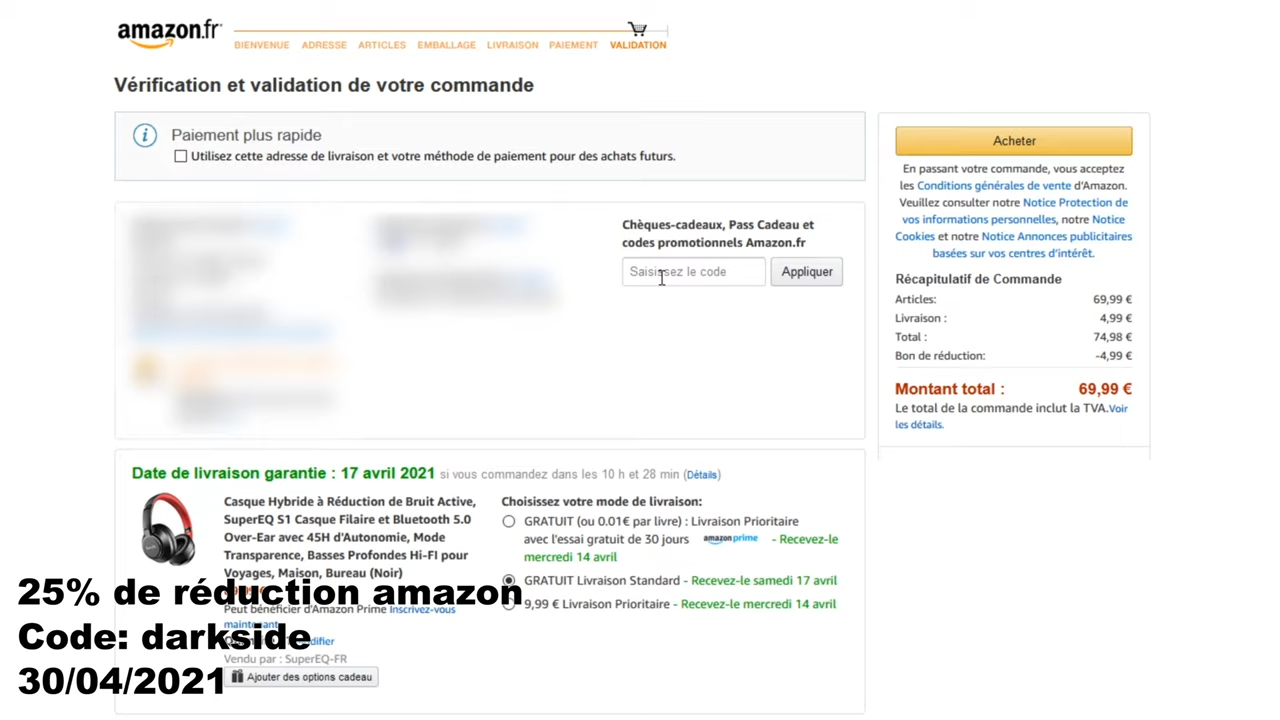 amazon.fr
BIENVENUE ADRESSE ARTICLES EMBALLAGE LIVRAISON PAIEMENT VALIDATION
Vérification et validation de votre commande
Paiement plus rapide
Utilisez cette adresse de livraison et votre méthode de paiement pour des achats futurs.
Chèques-cadeaux, Pass Cadeau et
codes promotionnels Amazon.fr
Saisissez le code
Appliquer
Acheter
En passant votre commande, vous acceptez
les Conditions générales de vente d'Amazon.
Veuillez consulter notre Notice Protection de
vos informations personnelles, notre Notice
Cookies et notre Notice Annonces publicitaires
basées sur vos centres d'intérêt.
Récapitulatif de Commande
Articles: 69,99 €
Livraison : 4,99 €
Total : 74,98 €
Bon de réduction: -4,99 €
Montant total : 69,99 €
Le total de la commande inclut la TVA.Voir
les détails.
Date de livraison garantie : 17 avril 2021 si vous commandez dans les 10 h et 28 min (Détails)
Casque Hybride à Réduction de Bruit Active,
SuperEQ S1 Casque Filaire et Bluetooth 5.0
Over-Ear avec 45H d'Autonomie, Mode
Transparence, Basses Profondes Hi-FI pour
Voyages, Maison, Bureau (Noir)
Peut bénéficier d'Amazon Prime Inscrivez-vous
maintenant
Vendu par : SuperEQ-FR
Ajouter des options cadeau
Choisissez votre mode de livraison:
GRATUIT (ou 0.01€ par livre) : Livraison Prioritaire
avec l'essai gratuit de 30 jours amazon prime - Recevez-le
mercredi 14 avril
GRATUIT Livraison Standard - Recevez-le samedi 17 avril
9,99 € Livraison Prioritaire - Recevez-le mercredi 14 avril
25% de réduction amazon
Code: darkside
30/04/2021